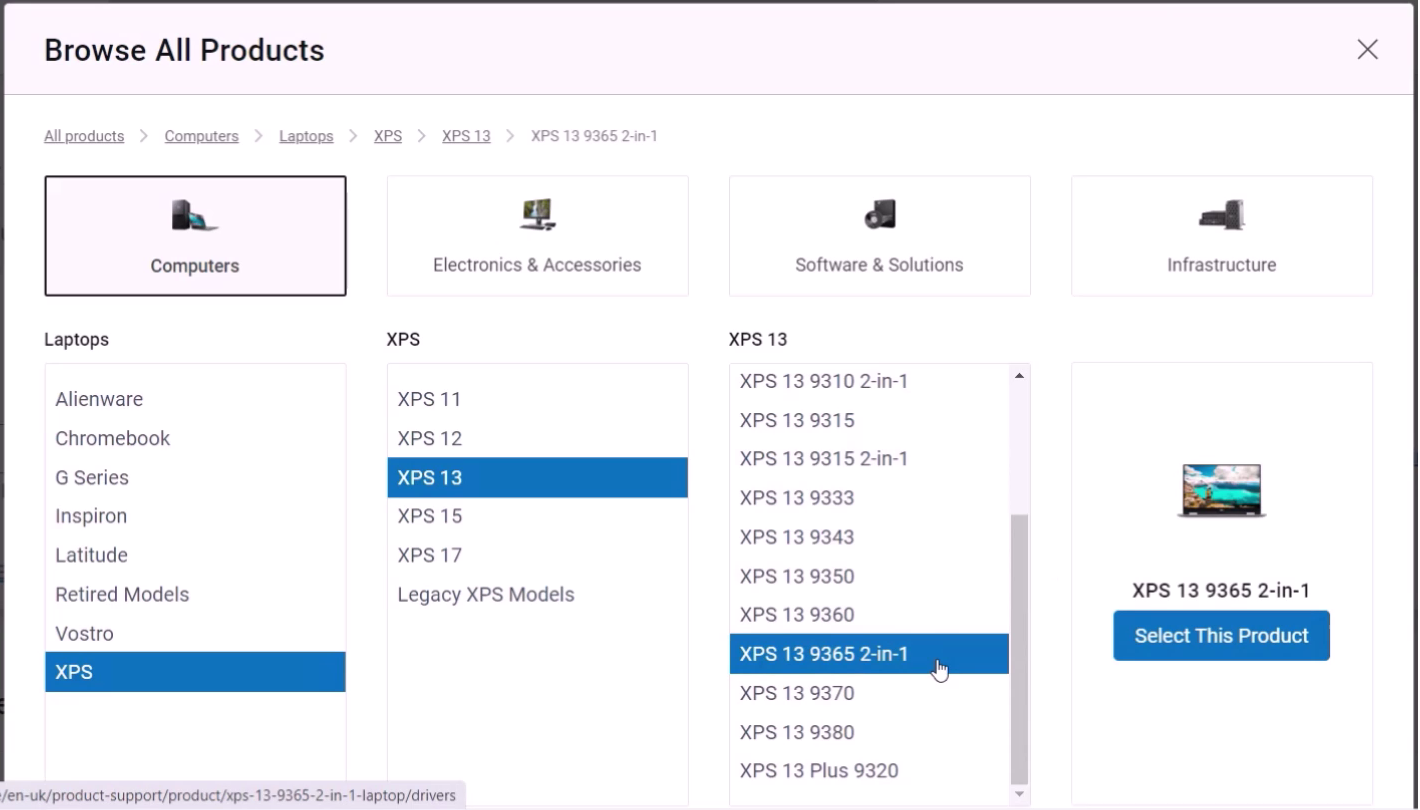 Browse All Products
All products > Computers > Laptops > XPS > XPS 13 > XPS 13 9365 2-in-1
Computers
Electronics & Accessories
Software & Solutions
Infrastructure
Laptops
Alienware
Chromebook
G Series
Inspiron
Latitude
Retired Models
Vostro
XPS
XPS
XPS 11
XPS 12
XPS 13
XPS 15
XPS 17
Legacy XPS Models
XPS 13
XPS 13 9310 2-in-1
XPS 13 9315
XPS 13 9315 2-in-1
XPS 13 9333
XPS 13 9343
XPS 13 9350
XPS 13 9360
XPS 13 9365 2-in-1
XPS 13 9370
XPS 13 9380
XPS 13 Plus 9320
XPS 13 9365 2-in-1
Select This Product
/en-uk/product-support/product/xps-13-9365-2-in-1-laptop/drivers